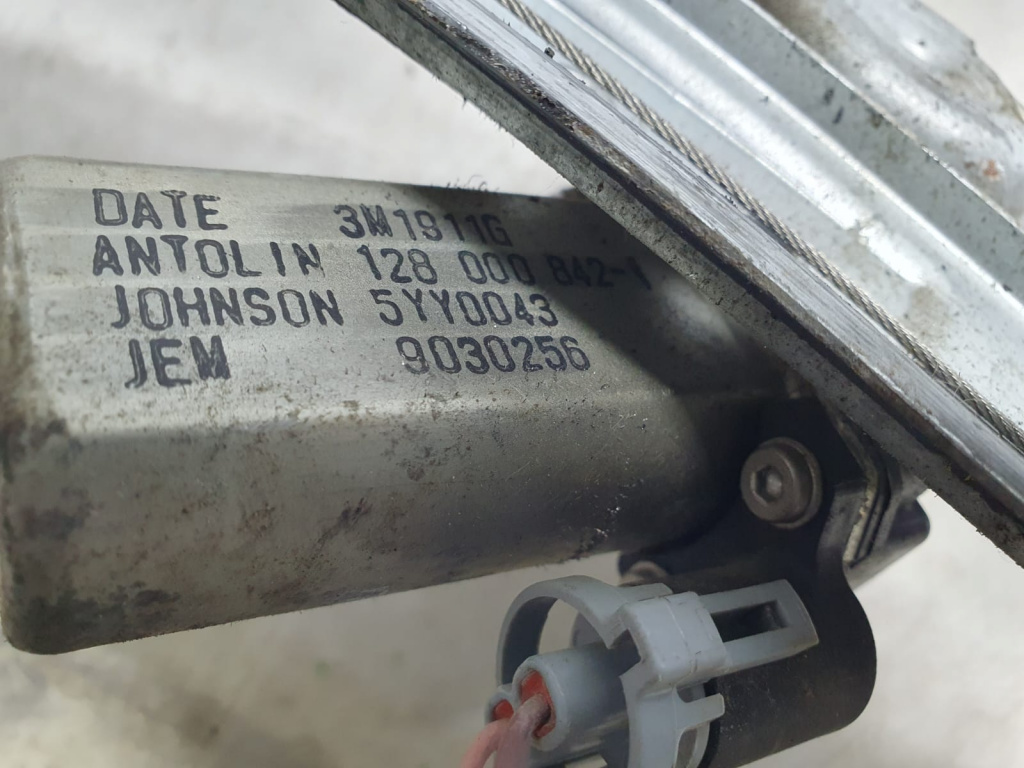 DATE 3M1911G
ANTOLIN 128 000 842-1
JOHNSON 5YY0043
JEM 9030256